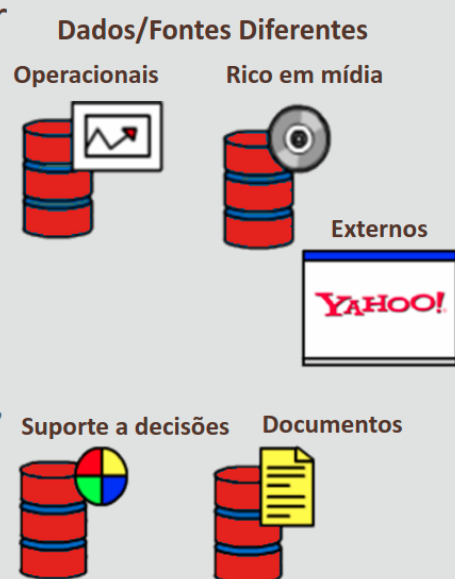 Dados/Fontes Diferentes
Operacionais
Rico em mídia
Externos
YAHOO!
Suporte a decisões
Documentos